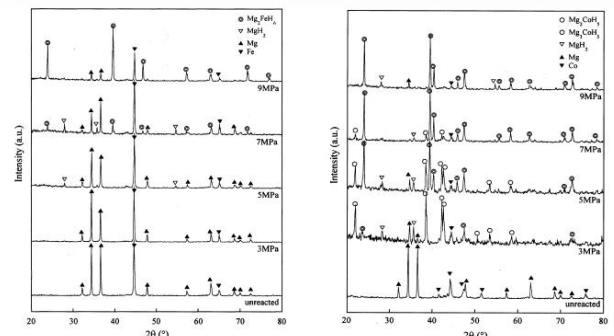 Mg₂FeH₆
MgH₂
Mg
Fe
9MPa
7MPa
5MPa
3MPa
unreacted
Intensity (a.u.)
20 30 40 50 60 70 80
2θ (°)
Mg₂CoH₅
Mg₂CoH₅
MgH₂
Mg
Co
9MPa
7MPa
5MPa
3MPa
unreacted
Intensity (a.u.)
20 30 40 50 60 70 80
2θ (°)